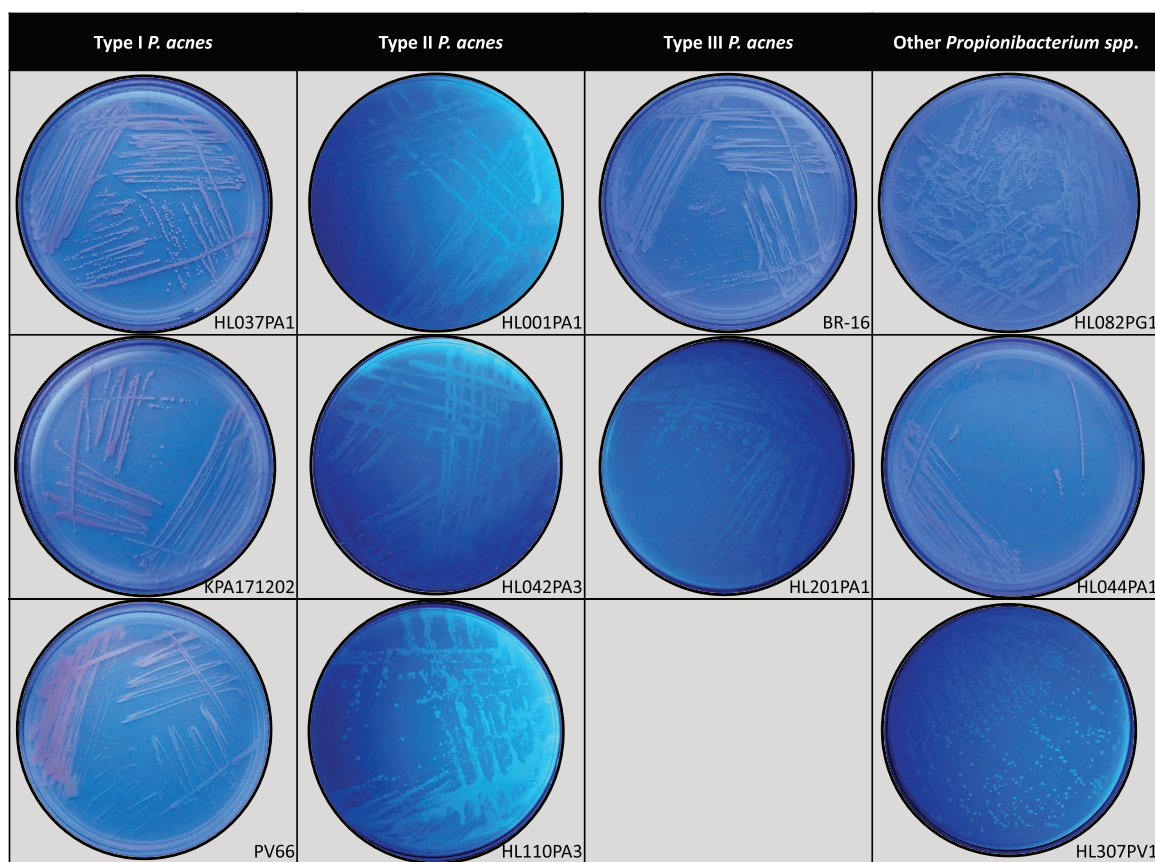 Type I P. acnes
Type II P. acnes
Type III P. acnes
Other Propionibacterium spp.
HL037PA1
HL001PA1
BR-16
HL082PG1
KPA171202
HL042PA3
HL201PA1
HL044PA1
PV66
HL110PA3
HL307PV1